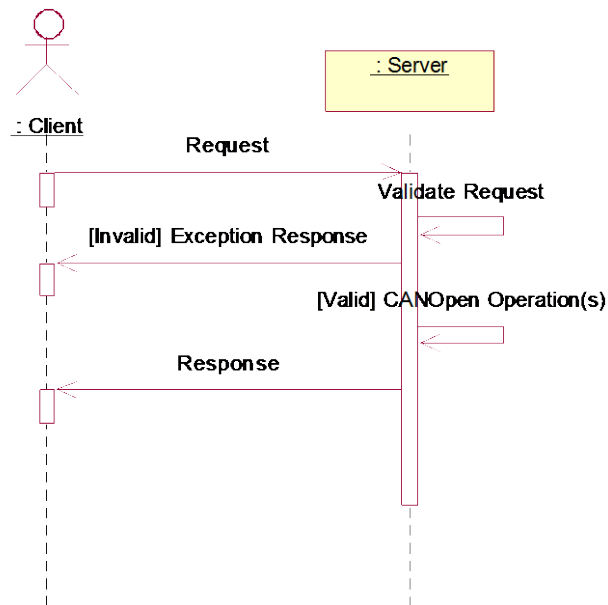 : Server
: Client
Request
Validate Request
[Invalid] Exception Response
[Valid] CANOpen Operation(s)
Response